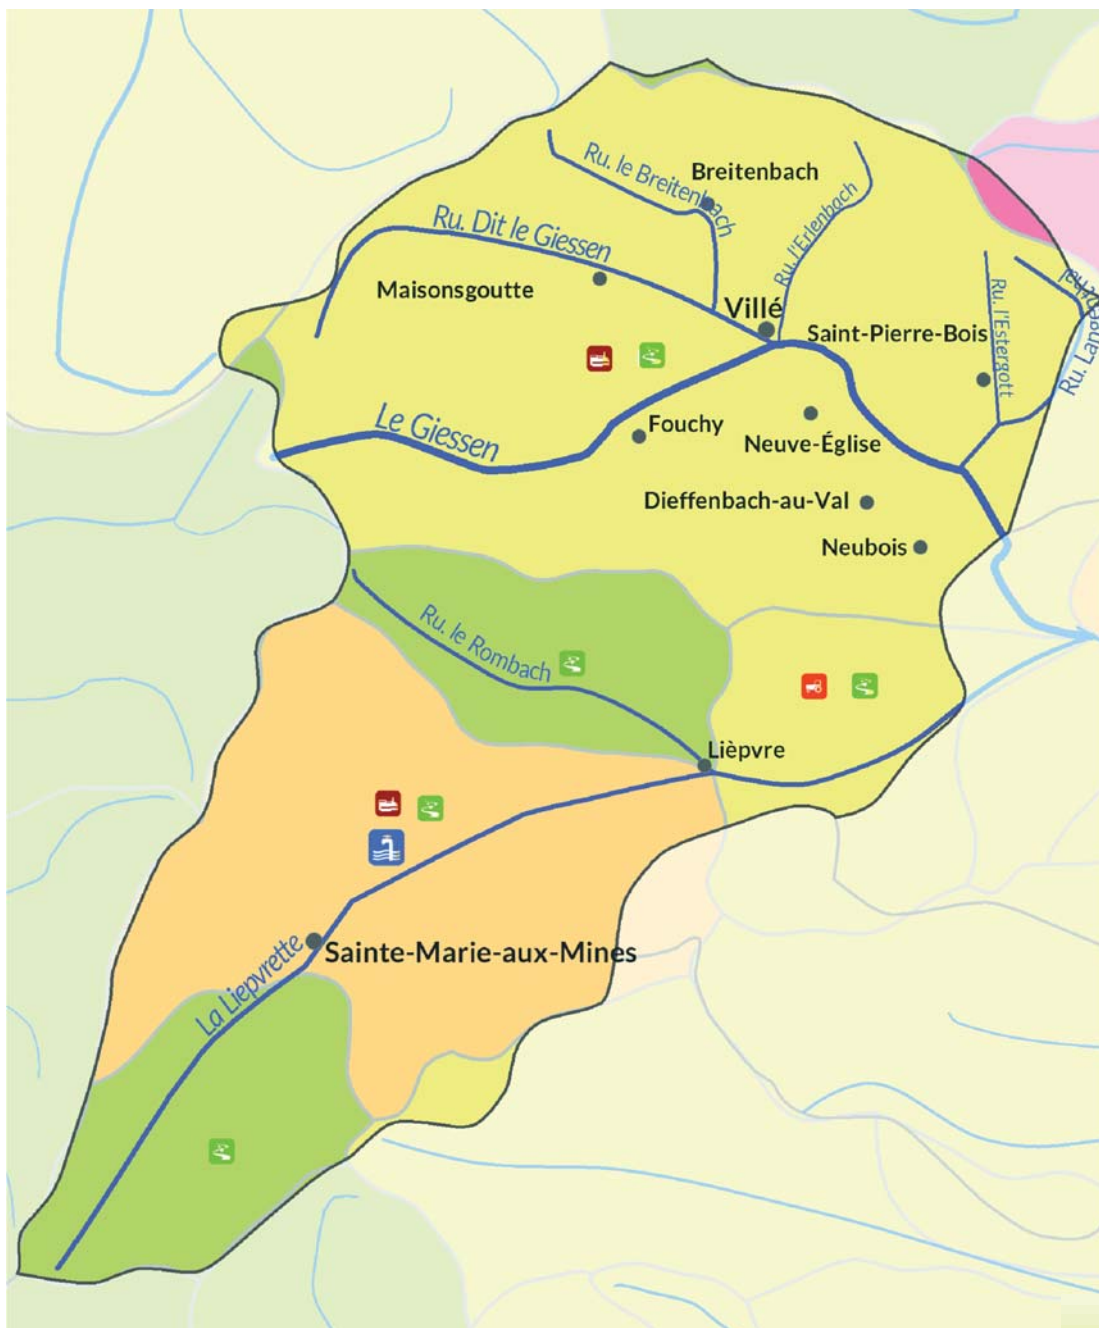 Ru. le Breitenbach
Breitenbach
Ru. Dit le Giessen
Ru. l'Erlenbach
Maisonsgoutte
Villé
Saint-Pierre-Bois
Ru. l'Estergott
Le Giessen
Fouchy
Neuve-Église
Dieffenbach-au-Val
Neubois
Ru. le Rombach
Lièpvre
Sainte-Marie-aux-Mines
La Liepvrette